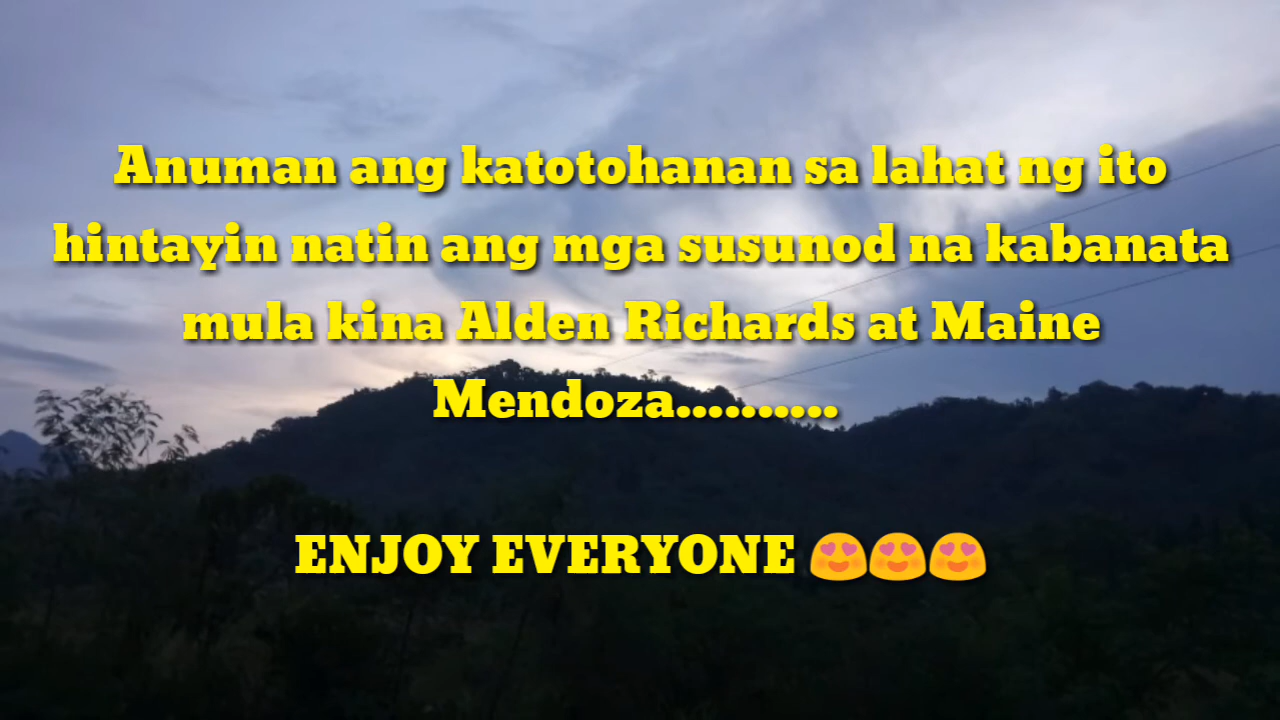 Anuman ang katotohanan sa lahat ng ito
hintayin natin ang mga susunod na kabanata
mula kina Alden Richards at Maine
Mendoza..........
ENJOY EVERYONE 😍😍😍